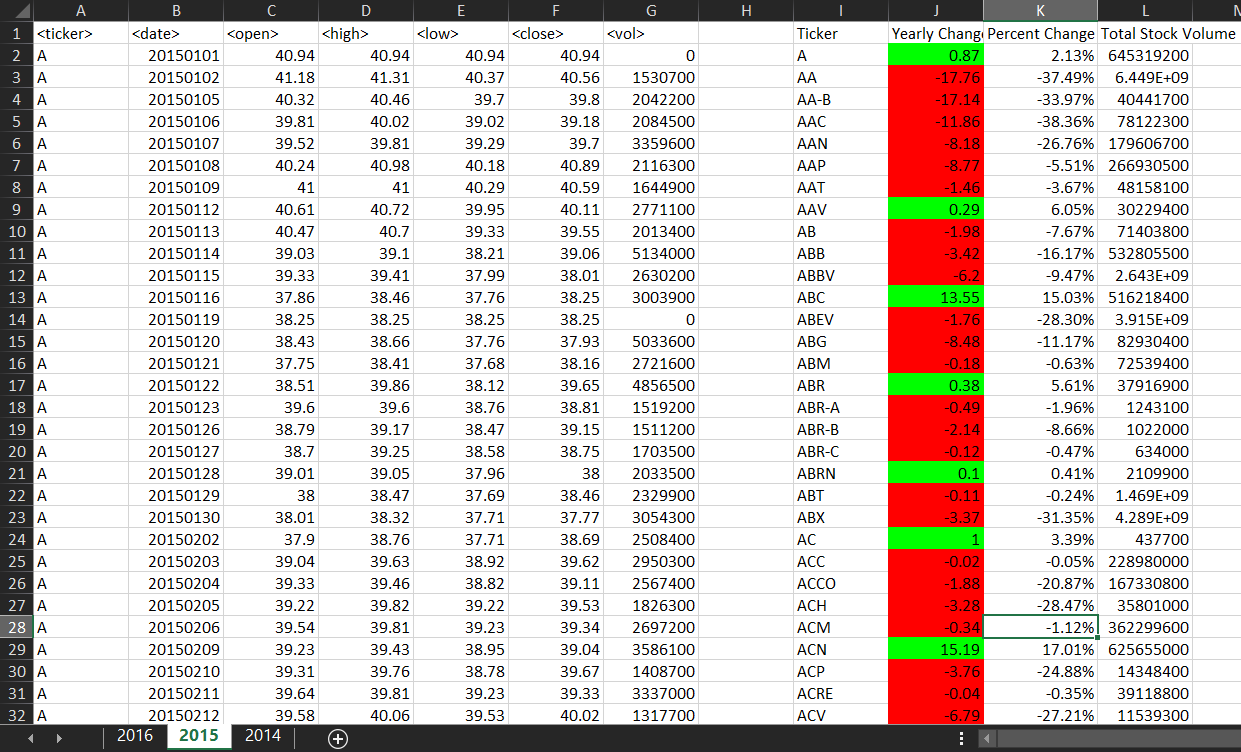 A B C D E F G H I J K L
1 <ticker> <date> <open> <high> <low> <close> <vol> Ticker Yearly Chang Percent Change Total Stock Volume
2 A 20150101 40.94 40.94 40.94 40.94 0 A 0.87 2.13% 645319200
3 A 20150102 41.18 41.31 40.37 40.56 1530700 AA -17.76 -37.49% 6.449E+09
4 A 20150105 40.32 40.46 39.7 39.8 2042200 AA-B -17.14 -33.97% 40441700
5 A 20150106 39.81 40.02 39.02 39.18 2084500 AAC -11.86 -38.36% 78122300
6 A 20150107 39.52 39.81 39.29 39.7 3359600 AAN -8.18 -26.76% 179606700
7 A 20150108 40.24 40.98 40.18 40.89 2116300 AAP -8.77 -5.51% 266930500
8 A 20150109 41 41 40.29 40.59 1644900 AAT -1.46 -3.67% 48158100
9 A 20150112 40.61 40.72 39.95 40.11 2771100 AAV 0.29 6.05% 30229400
10 A 20150113 40.47 40.7 39.33 39.55 2013400 AB -1.98 -7.67% 71403800
11 A 20150114 39.03 39.1 38.21 39.06 5134000 ABB -3.42 -16.17% 532805500
12 A 20150115 39.33 39.41 37.99 38.01 2630200 ABBV -6.2 -9.47% 2.643E+09
13 A 20150116 37.86 38.46 37.76 38.25 3003900 ABC 13.55 15.03% 516218400
14 A 20150119 38.25 38.25 38.25 38.25 0 ABEV -1.76 -28.30% 3.915E+09
15 A 20150120 38.43 38.66 37.76 37.93 5033600 ABG -8.48 -11.17% 82930400
16 A 20150121 37.75 38.41 37.68 38.16 2721600 ABM -0.18 -0.63% 72539400
17 A 20150122 38.51 39.86 38.12 39.65 4856500 ABR 0.38 5.61% 37916900
18 A 20150123 39.6 39.6 38.76 38.81 1519200 ABR-A -0.49 -1.96% 1243100
19 A 20150126 38.79 39.17 38.47 39.15 1511200 ABR-B -2.14 -8.66% 1022000
20 A 20150127 38.7 39.25 38.58 38.75 1703500 ABR-C -0.12 -0.47% 634000
21 A 20150128 39.01 39.05 37.96 38 2033500 ABRN 0.1 0.41% 2109900
22 A 20150129 38 38.47 37.69 38.46 2329900 ABT -0.11 -0.24% 1.469E+09
23 A 20150130 38.01 38.32 37.71 37.77 3054300 ABX -3.37 -31.35% 4.289E+09
24 A 20150202 37.9 38.76 37.71 38.69 2508400 AC 1 3.39% 437700
25 A 20150203 39.04 39.63 38.92 39.62 2950300 ACC -0.02 -0.05% 228980000
26 A 20150204 39.33 39.46 38.82 39.11 2567400 ACCO -1.88 -20.87% 167330800
27 A 20150205 39.22 39.82 39.22 39.53 1826300 ACH -3.28 -28.47% 35801000
28 A 20150206 39.54 39.81 39.23 39.34 2697200 ACM -0.34 -1.12% 362299600
29 A 20150209 39.23 39.43 38.95 39.04 3586100 ACN 15.19 17.01% 625655000
30 A 20150210 39.31 39.76 38.78 39.67 1408700 ACP -3.76 -24.88% 14348400
31 A 20150211 39.64 39.81 39.23 39.33 3337000 ACRE -0.04 -0.35% 39118800
32 A 20150212 39.58 40.06 39.53 40.02 1317700 ACV -6.79 -27.21% 11539300
2016 2015 2014